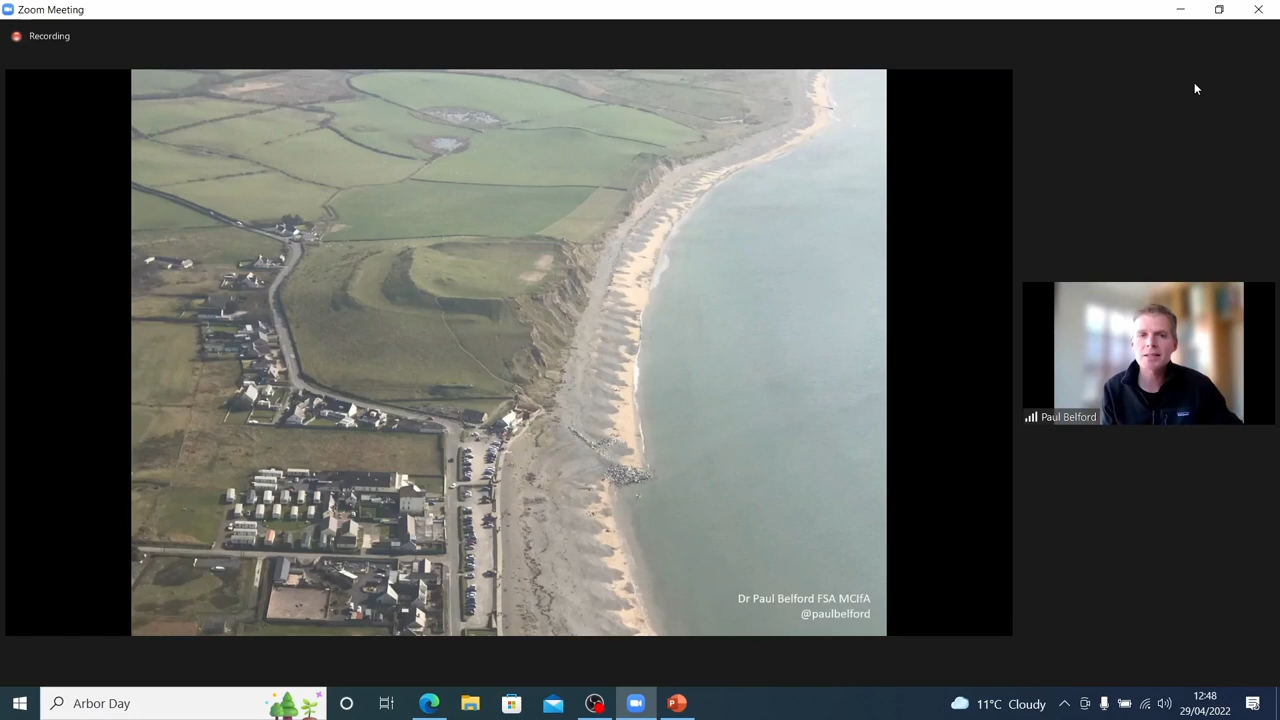 Zoom Meeting
Recording
Paul Belford
Dr Paul Belford FSA MCIfA
@paulbelford
Arbor Day
11°C Cloudy
12:48
29/04/2022